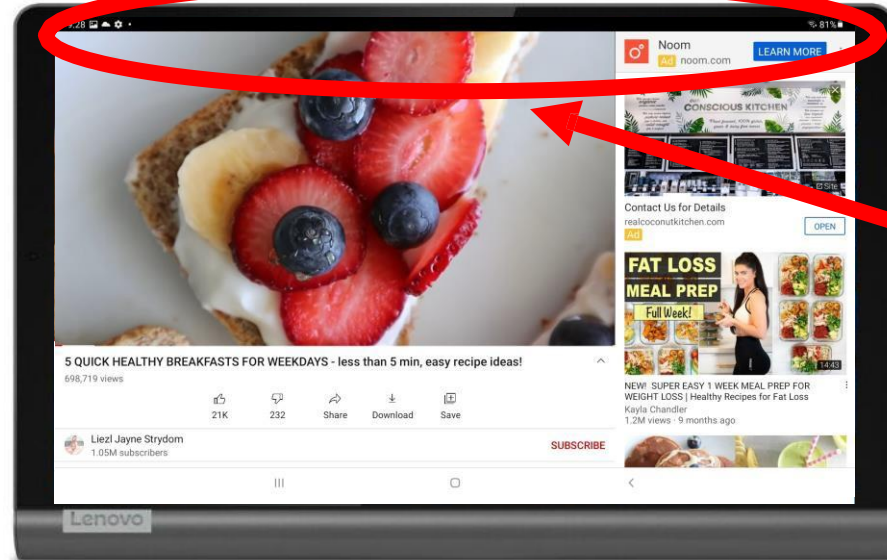 9:28
81%
Noom
Ad noom.com
LEARN MORE
CONSCIOUS KITCHEN
Site
Contact Us for Details
realcoconutkitchen.com
Ad
OPEN
FAT LOSS
MEAL PREP
Full Week!
14:43
NEW! SUPER EASY 1 WEEK MEAL PREP FOR
WEIGHT LOSS | Healthy Recipes for Fat Loss
Kayla Chandler
1.2M views · 9 months ago
5 QUICK HEALTHY BREAKFASTS FOR WEEKDAYS - less than 5 min, easy recipe ideas!
698,719 views
21K
232
Share
Download
Save
Liezl Jayne Strydom
1.05M subscribers
SUBSCRIBE
Lenovo